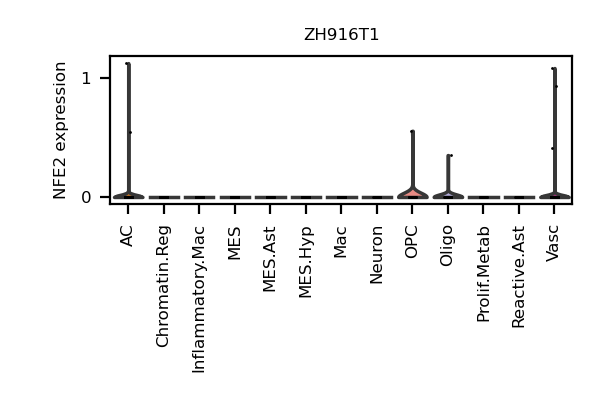 ZH916T1
NFE2 expression
1
0
AC
Chromatin.Reg
Inflammatory.Mac
MES
MES.Ast
MES.Hyp
Mac
Neuron
OPC
Oligo
Prolif.Metab
Reactive.Ast
Vasc